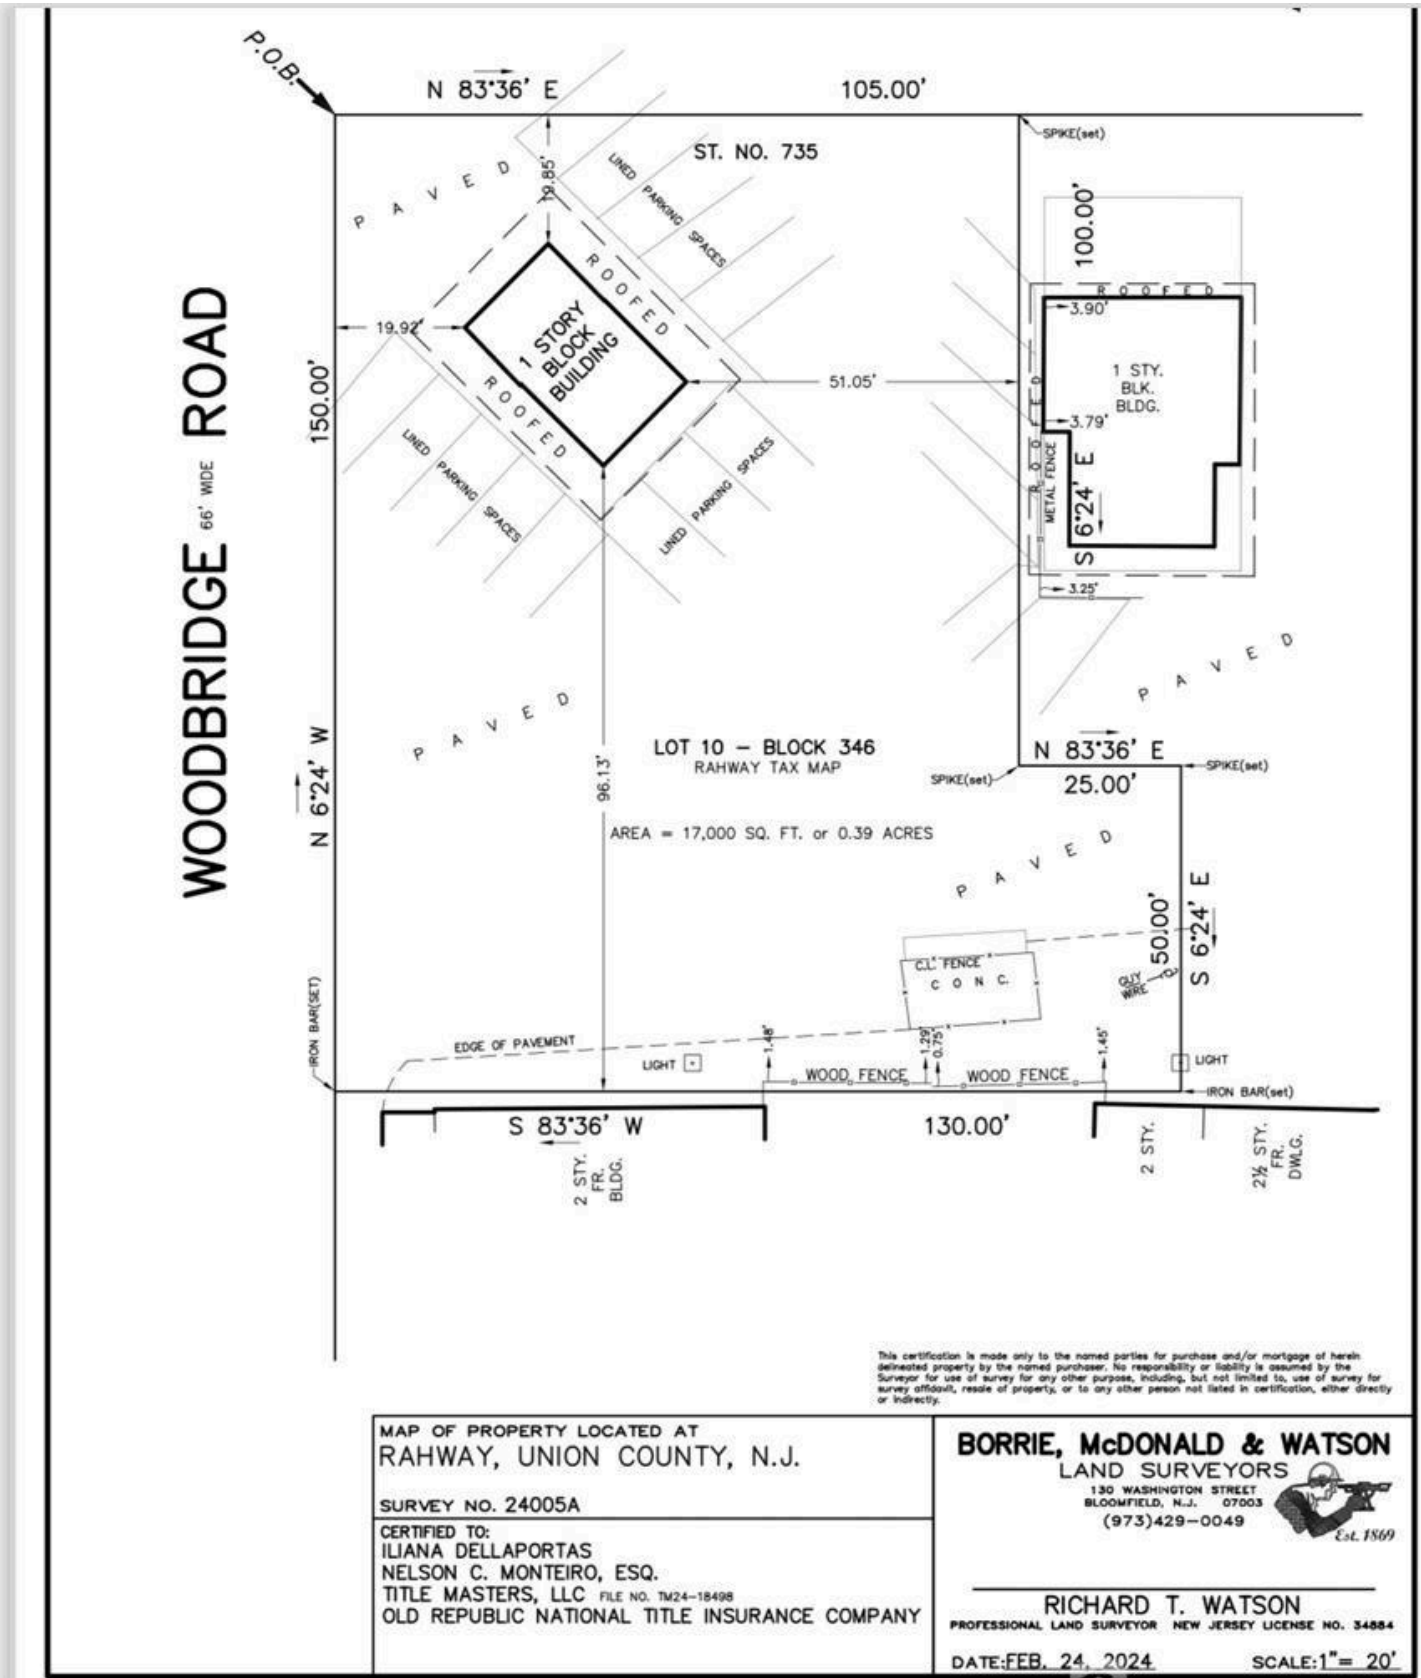 P.O.B.
N 83°36' E
105.00'
SPIKE(set)
ST. NO. 735
LINED PARKING SPACES
PAVED
19.85'
100.00'
ROOFED
1 STORY
BLOCK
BUILDING
ROOFED
19.92'
51.05'
ROOFED
3.90'
1 STY.
BLK.
BLDG.
3.79'
ROOFED
METAL FENCE
S 6°24' E
3.25'
WOODBRIDGE 66' WIDE ROAD
150.00'
N 6°24' W
LINED PARKING SPACES
LINED PARKING SPACES
PAVED
PAVED
LOT 10 - BLOCK 346
RAHWAY TAX MAP
96.13'
N 83°36' E
SPIKE(set)
SPIKE(set)
25.00'
AREA = 17,000 SQ. FT. or 0.39 ACRES
PAVED
50.00'
S 6°24' E
C.L. FENCE
CONC.
GUY
WIRE
IRON BAR(SET)
EDGE OF PAVEMENT
LIGHT
1.48'
1.29'
0.75'
1.45'
WOOD FENCE
WOOD FENCE
LIGHT
IRON BAR(set)
S 83°36' W
130.00'
2 STY.
FR.
BLDG.
2 STY.
2½ STY.
FR.
DWLG.
This certification is made only to the named parties for purchase and/or mortgage of herein
delineated property by the named purchaser. No responsibility or liability is assumed by the
Surveyor for use of survey for any other purpose, including, but not limited to, use of survey for
survey affidavit, resale of property, or to any other person not listed in certification, either directly
or indirectly.
MAP OF PROPERTY LOCATED AT
RAHWAY, UNION COUNTY, N.J.
SURVEY NO. 24005A
CERTIFIED TO:
ILIANA DELLAPORTAS
NELSON C. MONTEIRO, ESQ.
TITLE MASTERS, LLC FILE NO. TM24-18498
OLD REPUBLIC NATIONAL TITLE INSURANCE COMPANY
BORRIE, McDONALD & WATSON
LAND SURVEYORS
130 WASHINGTON STREET
BLOOMFIELD, N.J. 07003
(973)429-0049
Est. 1869
RICHARD T. WATSON
PROFESSIONAL LAND SURVEYOR NEW JERSEY LICENSE NO. 34884
DATE:FEB. 24, 2024
SCALE:1"= 20'